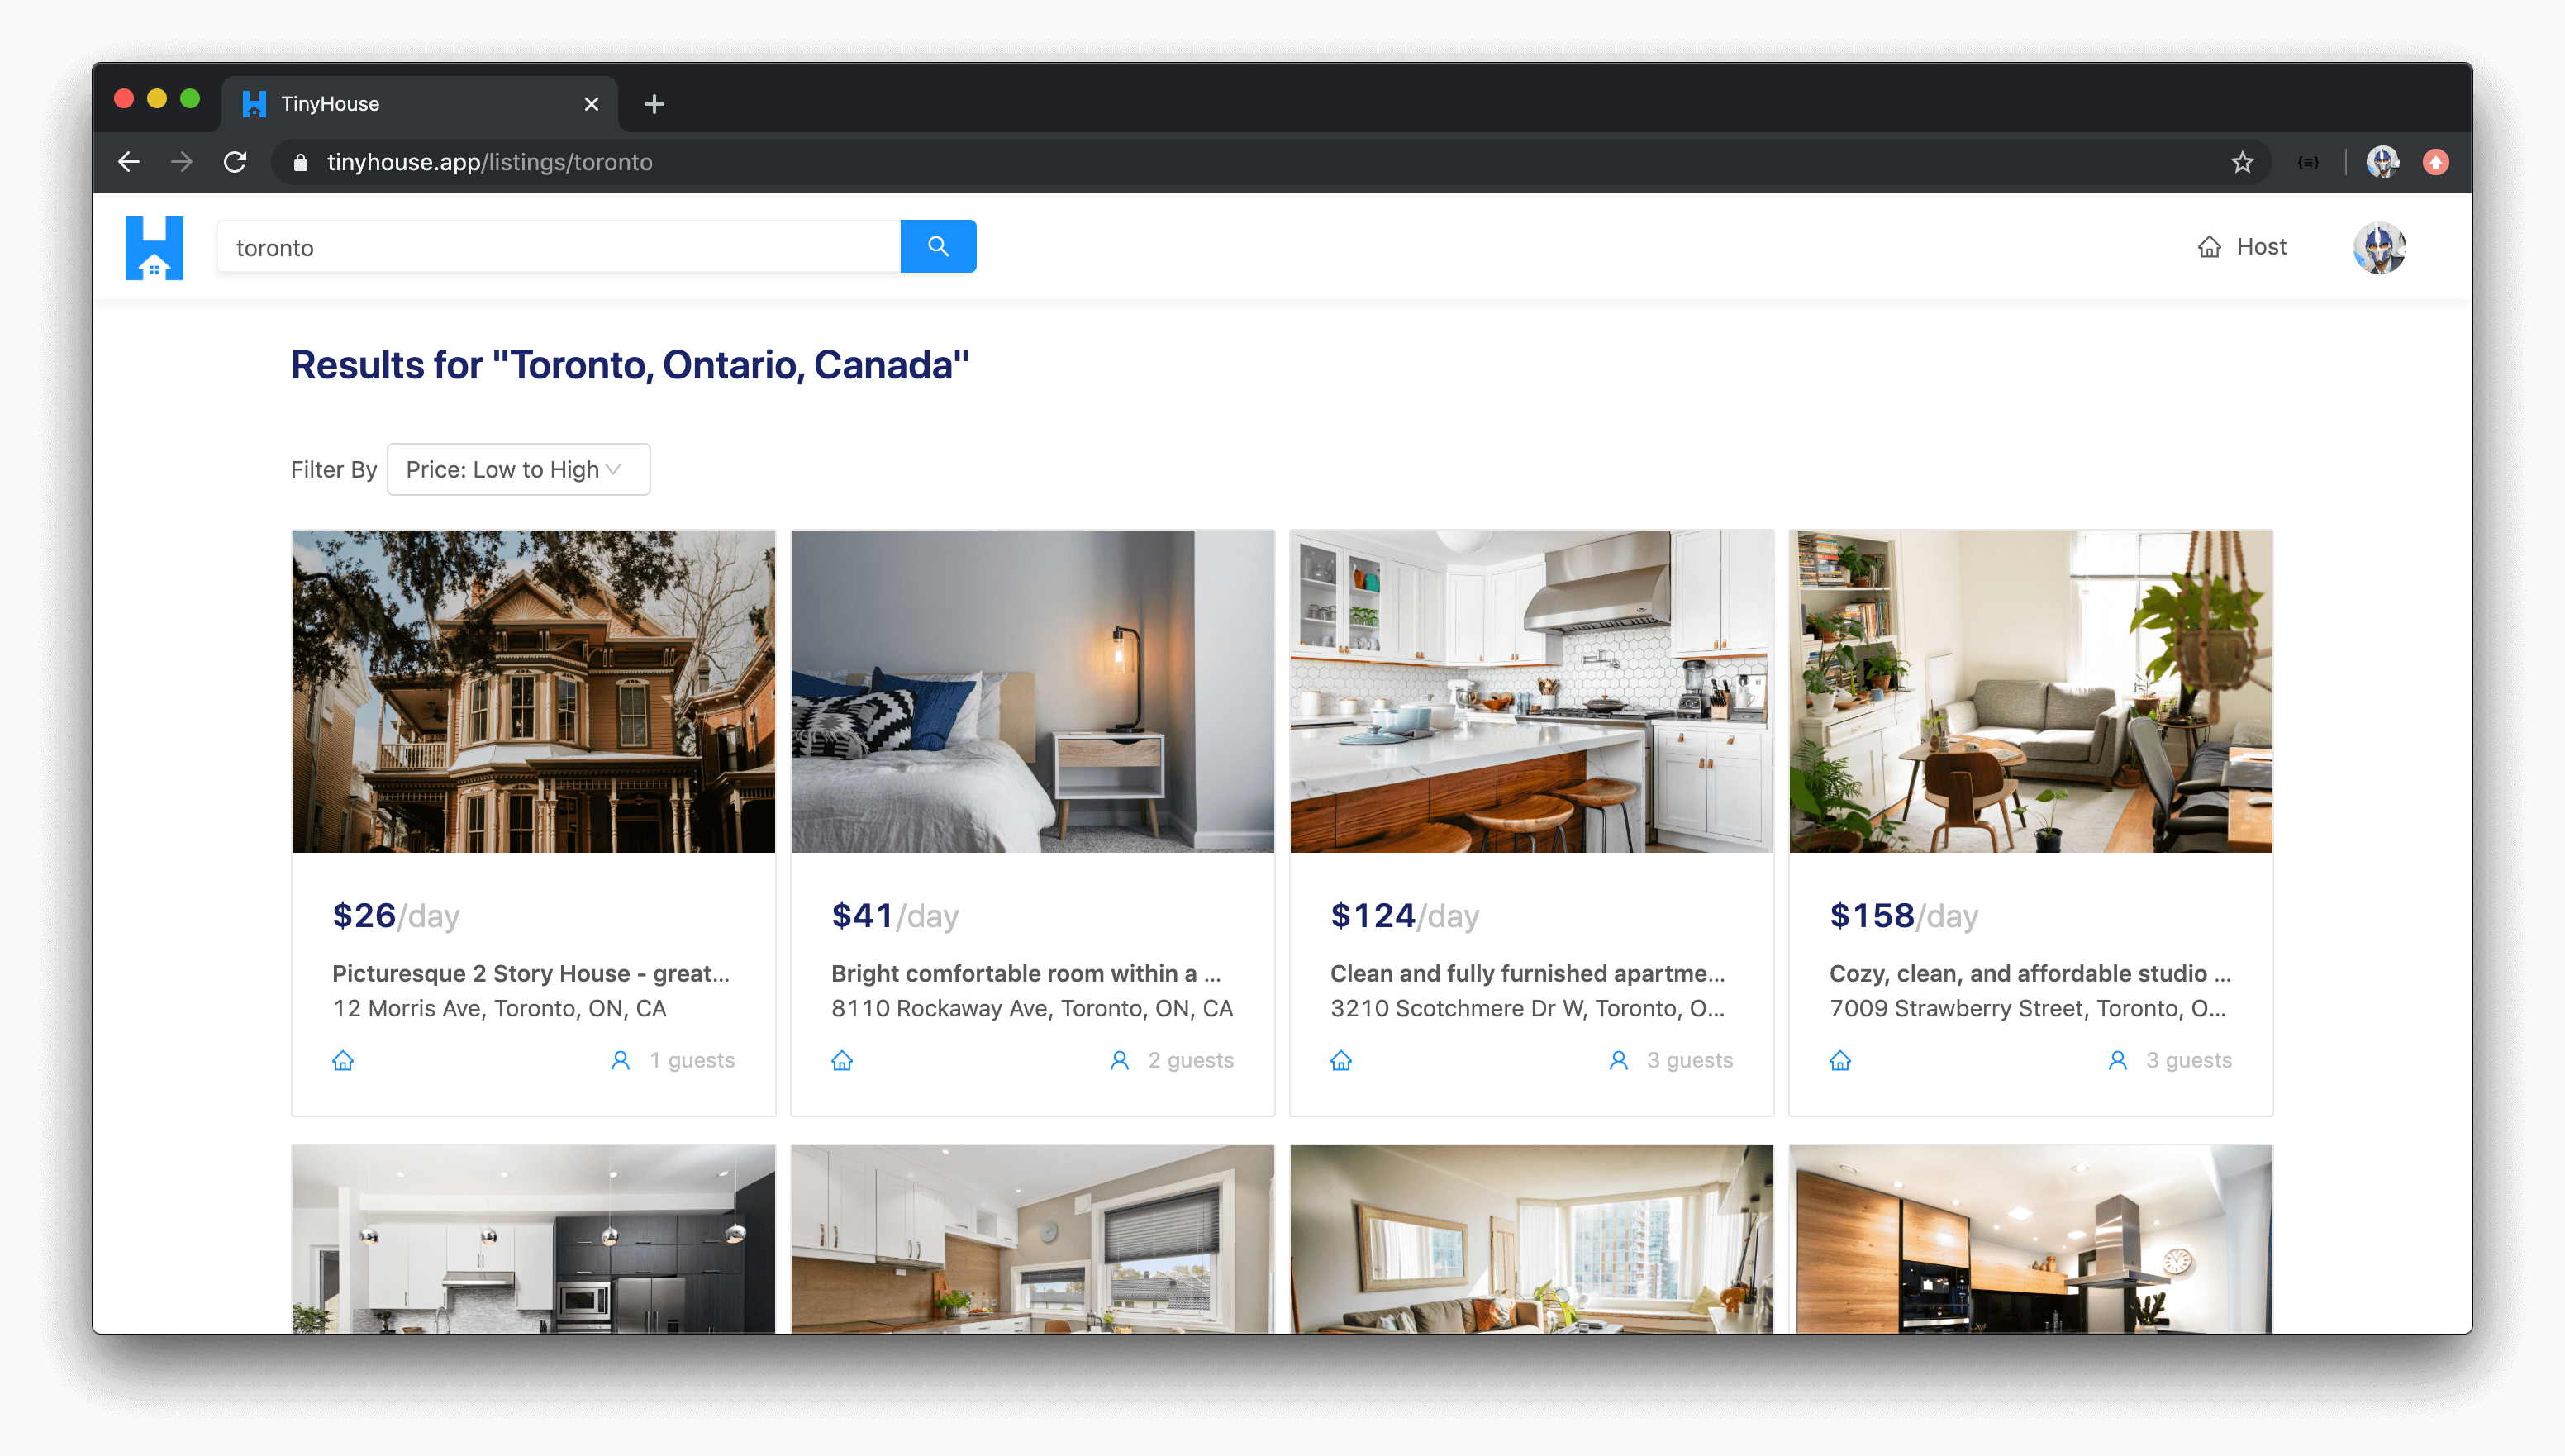 TinyHouse
tinyhouse.app/listings/toronto
toronto
Host
Results for "Toronto, Ontario, Canada"
Filter By Price: Low to High
$26/day
Picturesque 2 Story House - great...
12 Morris Ave, Toronto, ON, CA
1 guests
$41/day
Bright comfortable room within a ...
8110 Rockaway Ave, Toronto, ON, CA
2 guests
$124/day
Clean and fully furnished apartme...
3210 Scotchmere Dr W, Toronto, O...
3 guests
$158/day
Cozy, clean, and affordable studio ...
7009 Strawberry Street, Toronto, O...
3 guests